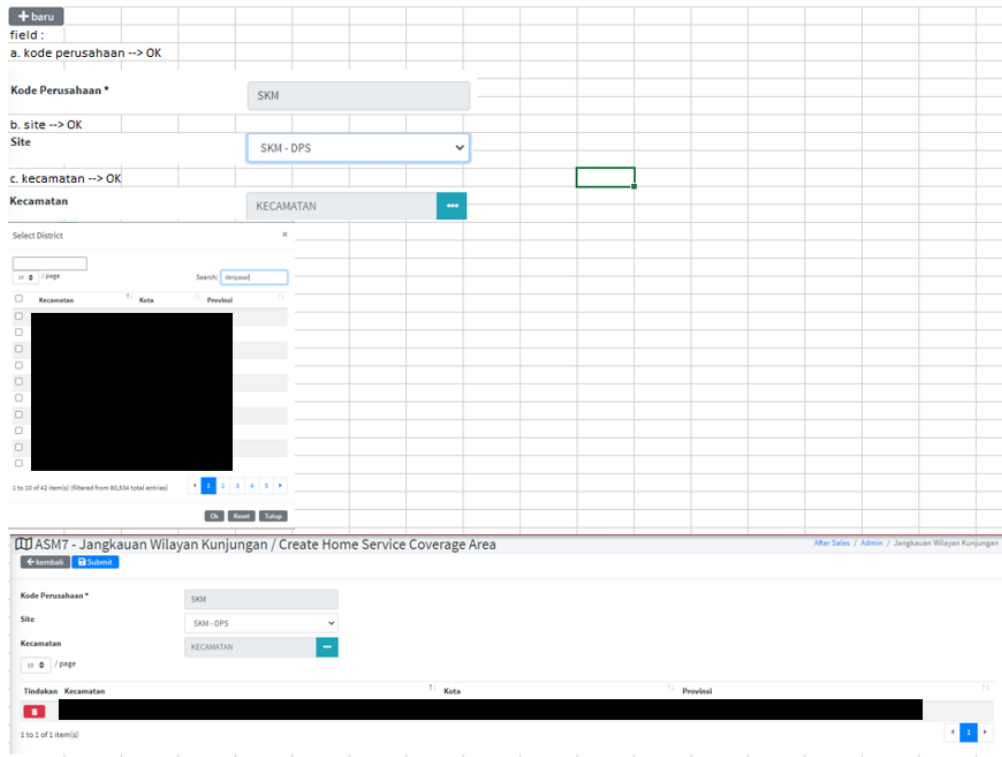 + baru
field :
a. kode perusahaan --> OK
Kode Perusahaan * SKM
b. site --> OK
Site SKM - DPS
c. kecamatan --> OK
Kecamatan KECAMATAN ...
Select District ×
10 / page Search: denpasar
Kecamatan Kota Provinsi
1 to 10 of 42 item(s) (filtered from 80,534 total entries) 1 2 3 4 5
Ok Reset Tutup
ASM7 - Jangkauan Wilayan Kunjungan / Create Home Service Coverage Area After Sales / Admin / Jangkauan Wilayan Kunjungan
kembali Submit
Kode Perusahaan * SKM
Site SKM - DPS
Kecamatan KECAMATAN ...
10 / page
Tindakan Kecamatan Kota Provinsi
1 to 1 of 1 item(s) 1